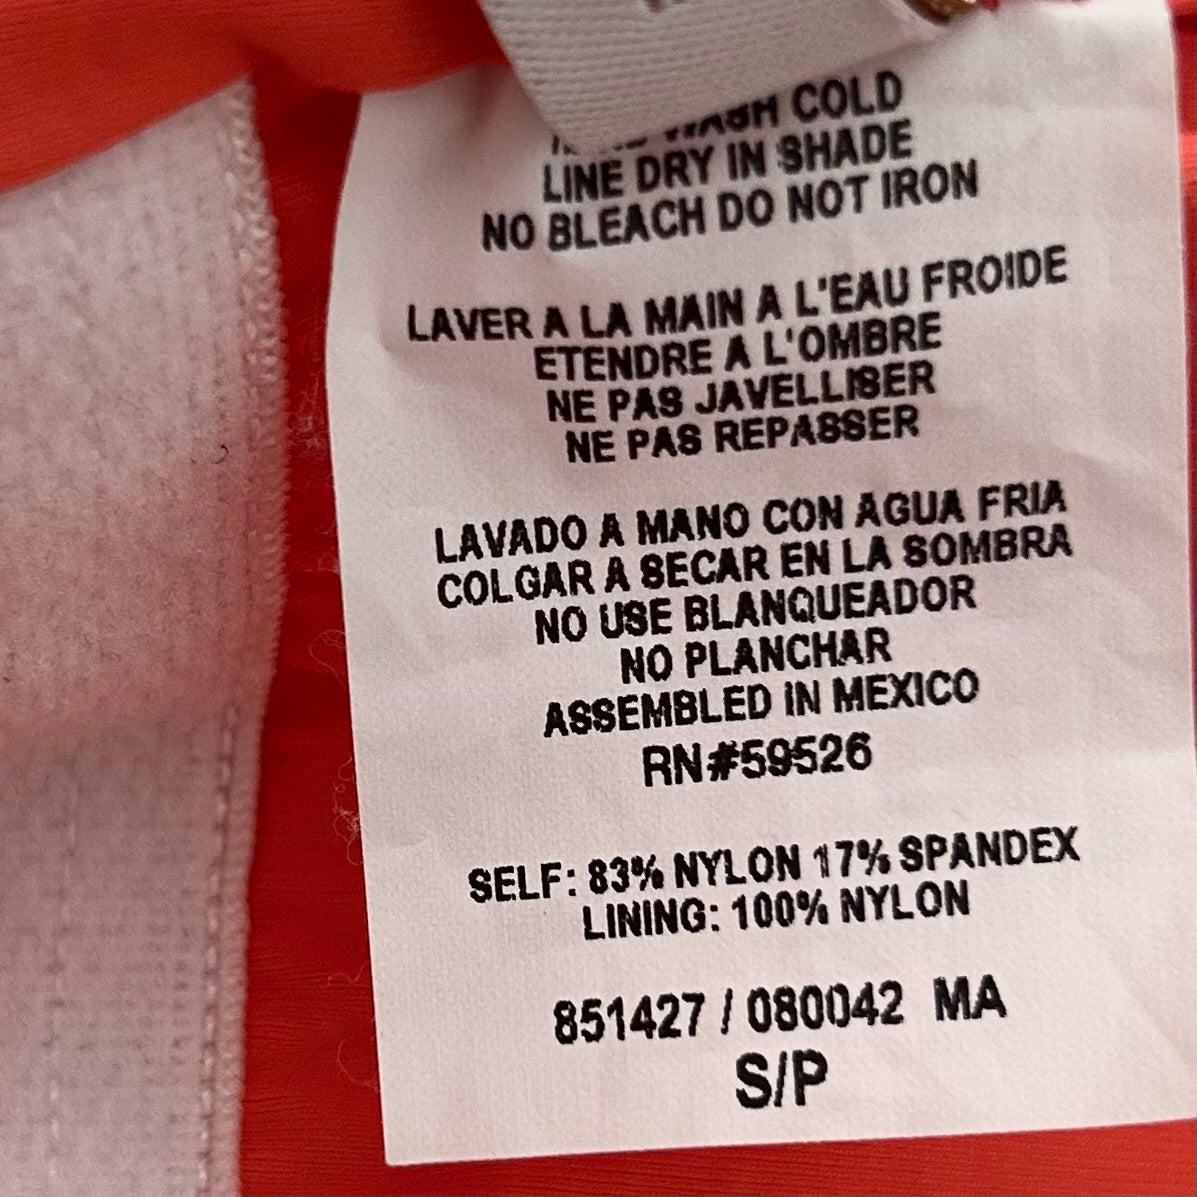 WASH COLD
LINE DRY IN SHADE
NO BLEACH DO NOT IRON
LAVER A LA MAIN A L'EAU FROIDE
ETENDRE A L'OMBRE
NE PAS JAVELLISER
NE PAS REPASSER
LAVADO A MANO CON AGUA FRIA
COLGAR A SECAR EN LA SOMBRA
NO USE BLANQUEADOR
NO PLANCHAR
ASSEMBLED IN MEXICO
RN#59526
SELF: 83% NYLON 17% SPANDEX
LINING: 100% NYLON
851427 / 080042 MA
S/P